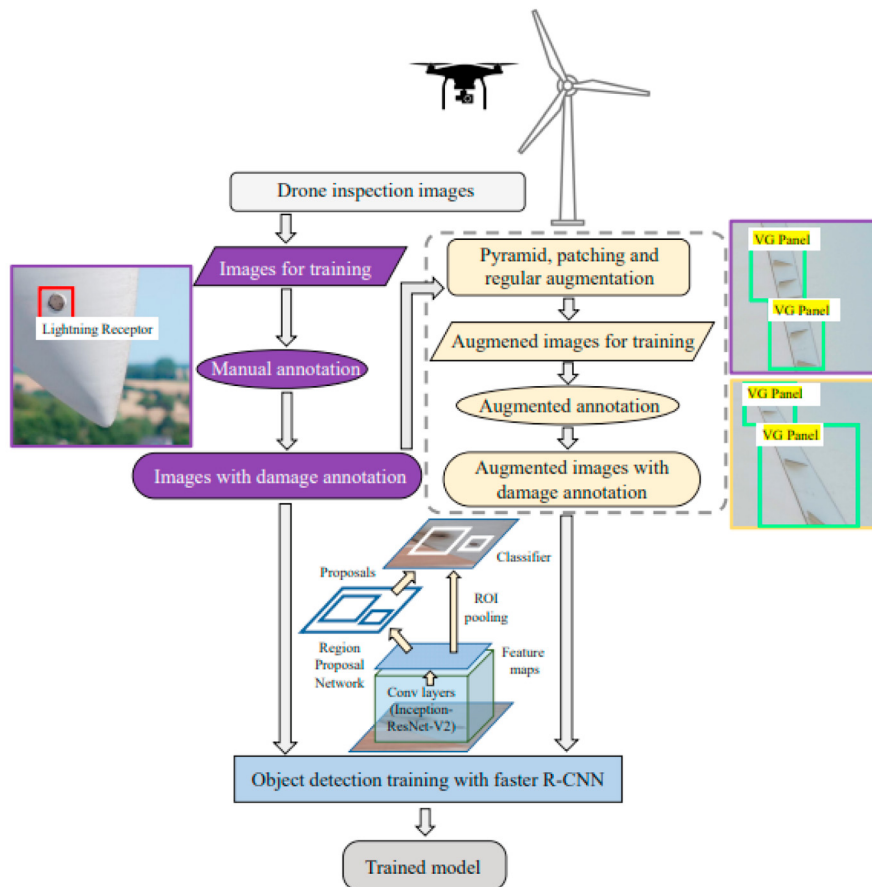 Drone inspection images
Images for training
Lightning Receptor
Manual annotation
Images with damage annotation
Pyramid, patching and
regular augmentation
Augmened images for training
Augmented annotation
Augmented images with
damage annotation
VG Panel
VG Panel
VG Panel
VG Panel
Proposals
Classifier
ROI
pooling
Region
Proposal
Network
Feature
maps
Conv layers
(Inception-
ResNet-V2)
Object detection training with faster R-CNN
Trained model